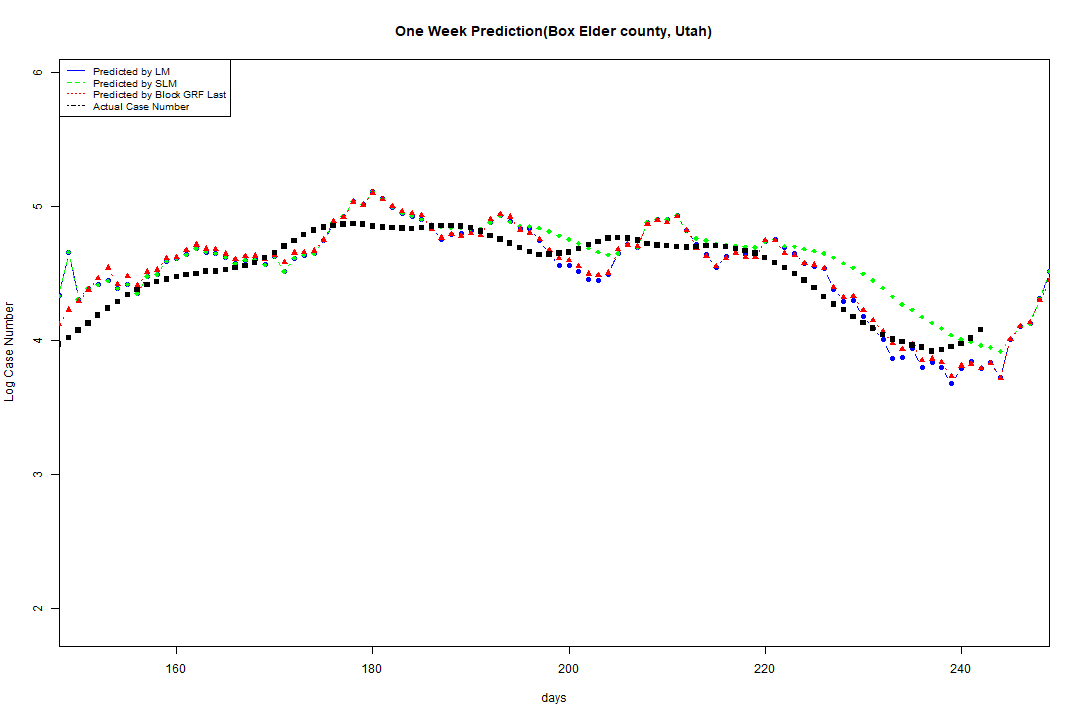 One Week Prediction(Box Elder county, Utah)
Predicted by LM
Predicted by SLM
Predicted by Block GRF Last
Actual Case Number
Log Case Number
6
5
4
3
2
160 180 200 220 240
days